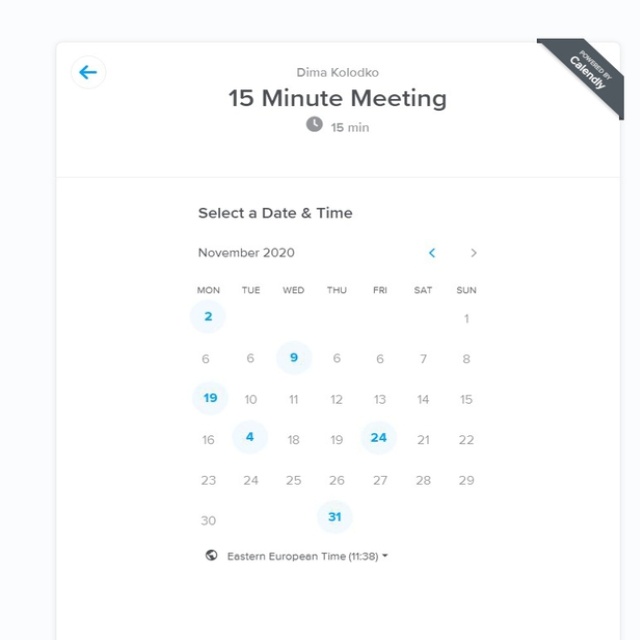 Dima Kolodko
POWERED BY
Calendly
15 Minute Meeting
15 min
Select a Date & Time
November 2020
MON TUE WED THU FRI SAT SUN
2 1
6 6 9 6 6 7 8
19 10 11 12 13 14 15
16 4 18 19 24 21 22
23 24 25 26 27 28 29
30 31
Eastern European Time (11:38)